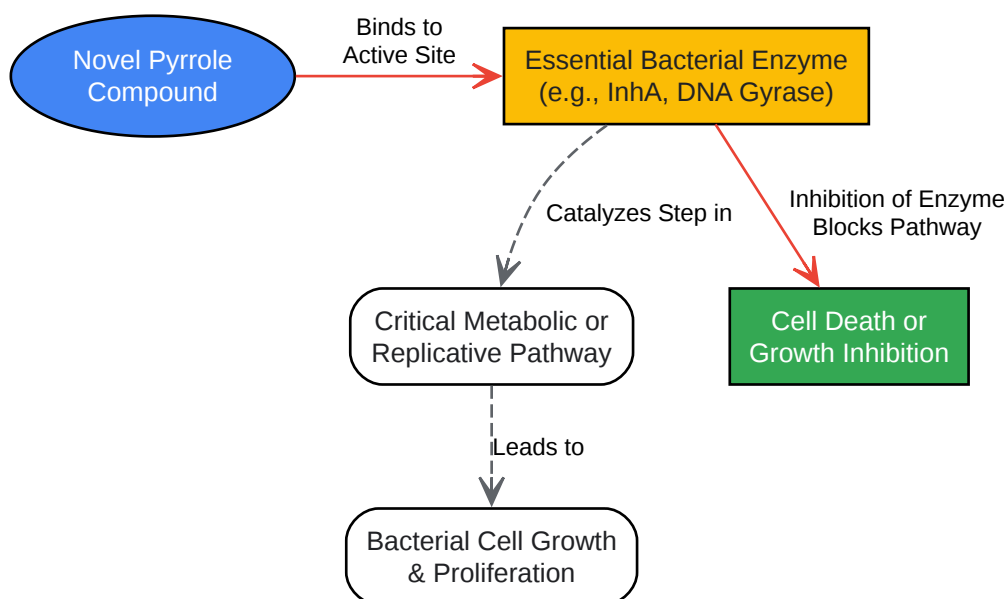 Novel Pyrrole
Compound
Binds to
Active Site
Essential Bacterial Enzyme
(e.g., InhA, DNA Gyrase)
Catalyzes Step in
Inhibition of Enzyme
Blocks Pathway
Critical Metabolic or
Replicative Pathway
Cell Death or
Growth Inhibition
Leads to
Bacterial Cell Growth
& Proliferation